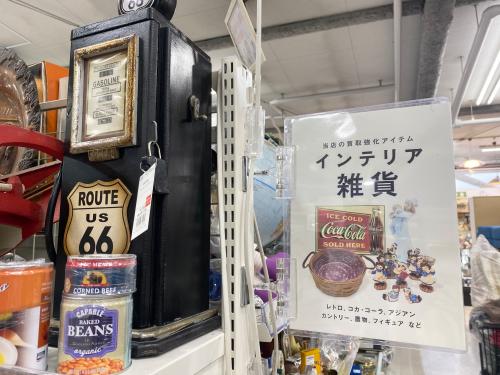 66
GASOLINE
ROUTE
US
66
CORNED BEEF
CAPABLE
BAKED
BEANS
organic
当店の買取強化アイテム
インテリア
雑貨
ICE COLD
Coca-Cola
SOLD HERE
レトロ、コカ・コーラ、アジアン
カントリー、置物、フィギュア など